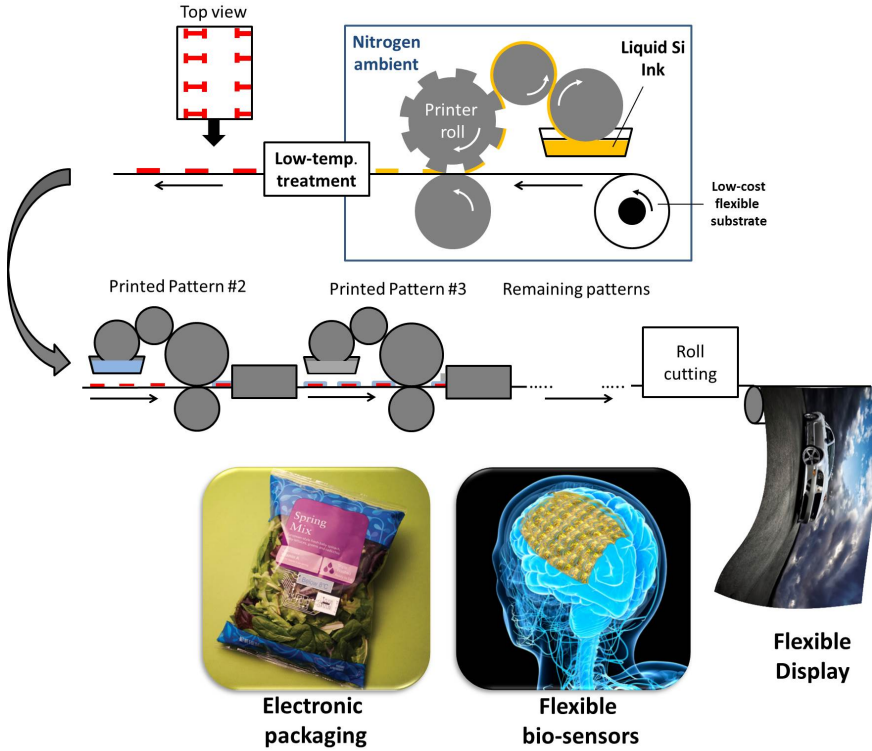 Top view
Nitrogen
ambient
Liquid Si
Ink
Printer
roll
Low-temp.
treatment
Low-cost
flexible
substrate
Printed Pattern #2
Printed Pattern #3
Remaining patterns
Roll
cutting
Spring
Mix
Electronic
packaging
Flexible
bio-sensors
Flexible
Display